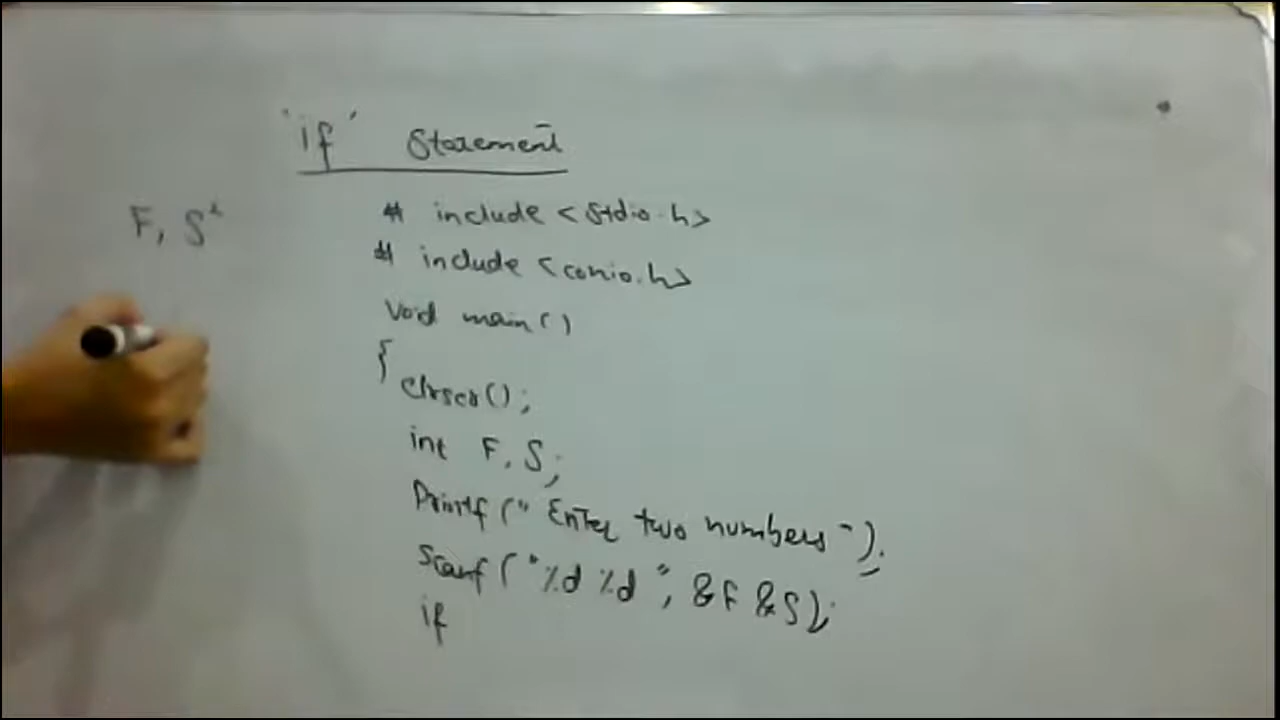 'if' Statement
F, S
# include <stdio.h>
# include <conio.h>
void main()
{
clrscr();
int F, S;
Printf (" Enter two numbers ");
Scanf ("%d %d", &F &S);
if